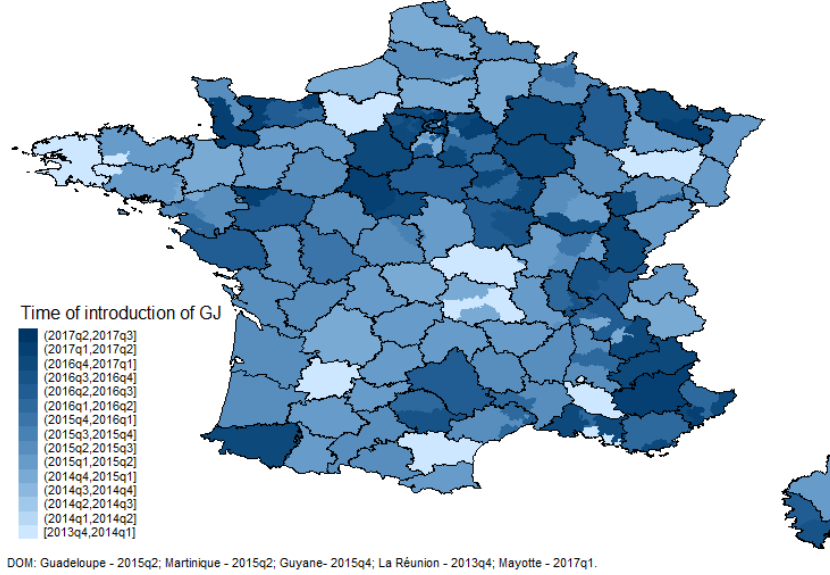 Time of introduction of GJ
(2017q2,2017q3]
(2017q1,2017q2]
(2016q4,2017q1]
(2016q3,2016q4]
(2016q2,2016q3]
(2016q1,2016q2]
(2015q4,2016q1]
(2015q3,2015q4]
(2015q2,2015q3]
(2015q1,2015q2]
(2014q4,2015q1]
(2014q3,2014q4]
(2014q2,2014q3]
(2014q1,2014q2]
[2013q4,2014q1]
DOM: Guadeloupe - 2015q2; Martinique - 2015q2; Guyane- 2015q4; La Réunion - 2013q4; Mayotte - 2017q1.